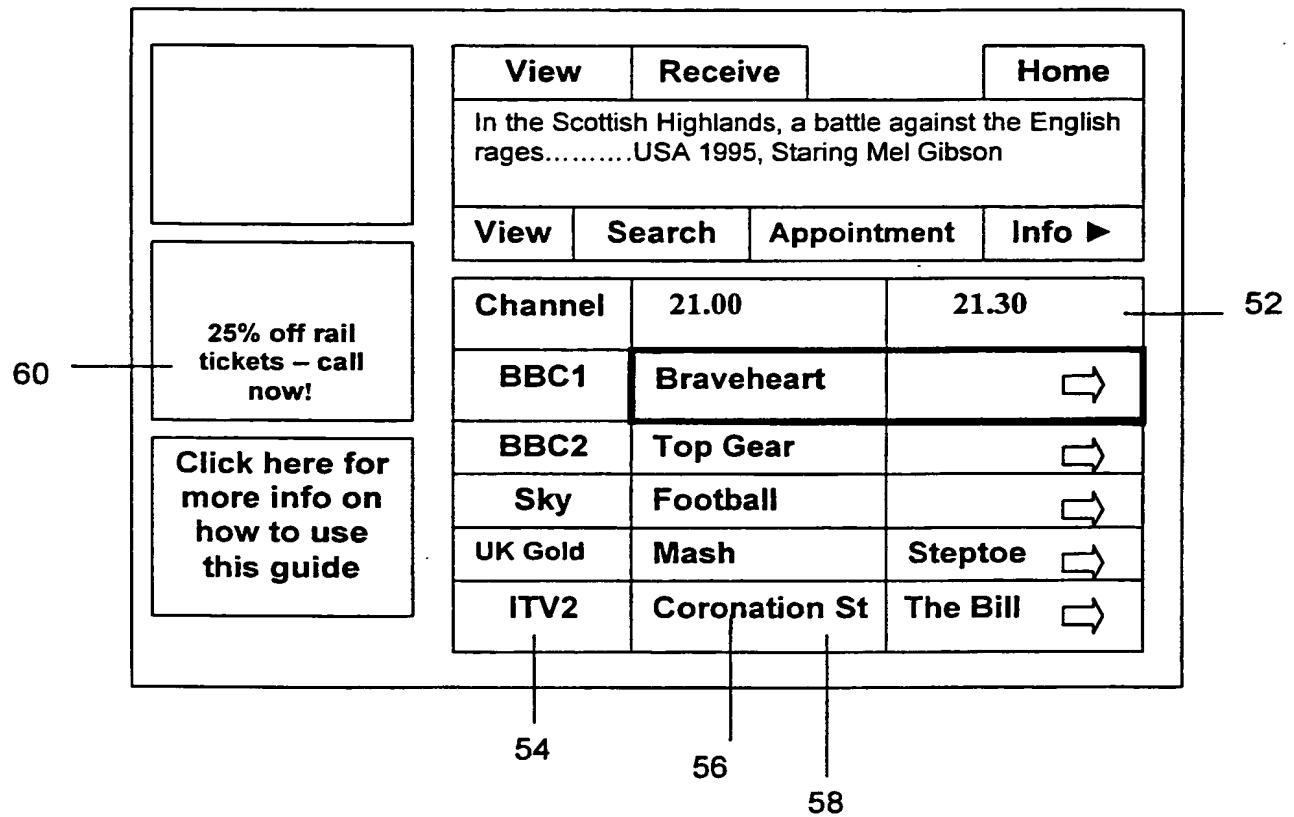 View Receive Home
In the Scottish Highlands, a battle against the English
rages..........USA 1995, Staring Mel Gibson
View Search Appointment Info ►
25% off rail
tickets – call
now!
Click here for
more info on
how to use
this guide
Channel 21.00 21.30
BBC1 Braveheart
BBC2 Top Gear
Sky Football
UK Gold Mash Steptoe
ITV2 Coronation St The Bill
52
60
54
56
58